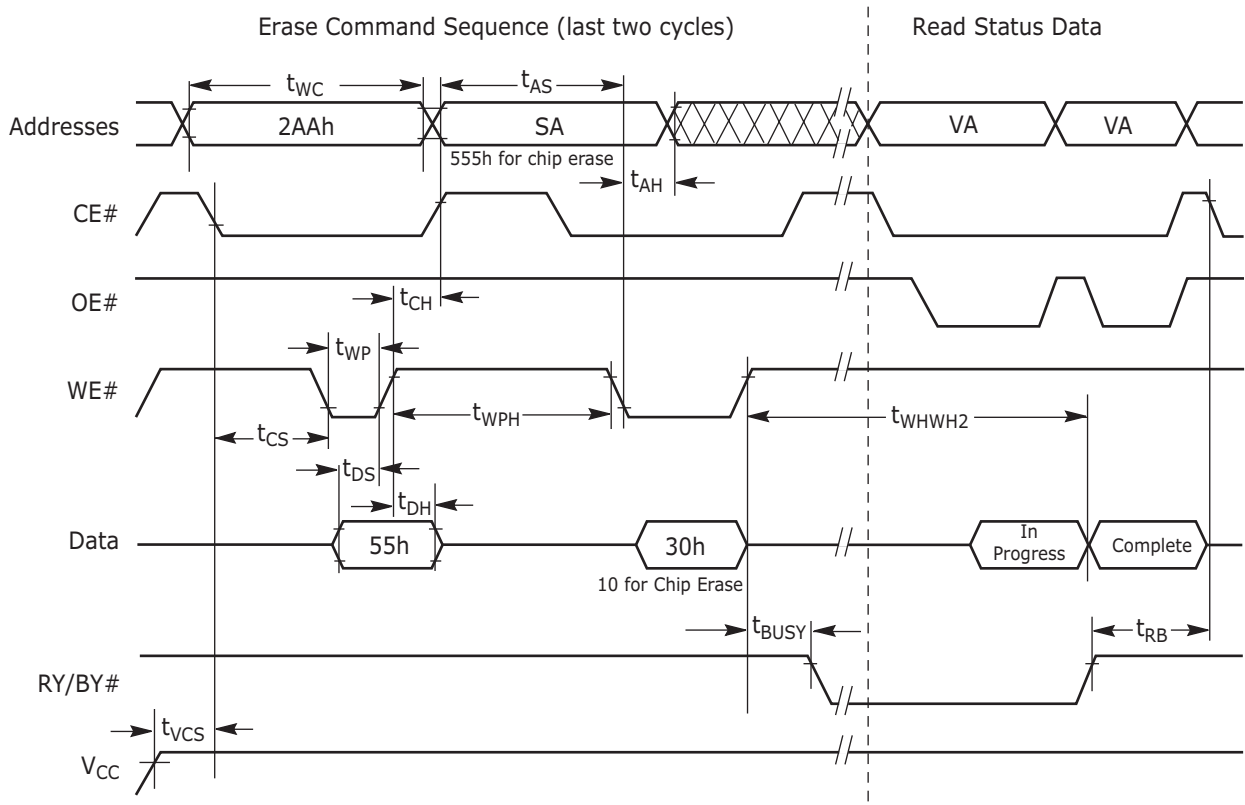 Erase Command Sequence (last two cycles)
Read Status Data
tWC
tAS
Addresses
2AAh
SA
VA
VA
555h for chip erase
tAH
CE#
OE#
tCH
tWP
WE#
tWPH
tWHWH2
tCS
tDS
tDH
Data
55h
30h
In
Progress
Complete
10 for Chip Erase
tBUSY
tRB
RY/BY#
tVCS
VCC